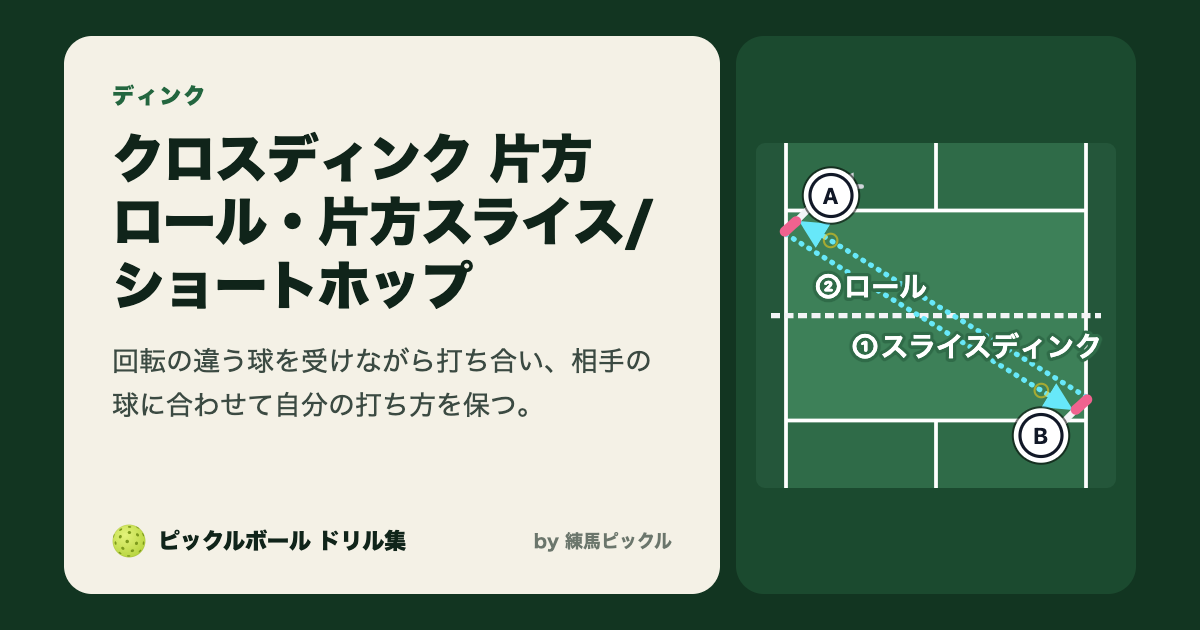 ディンク
クロスディンク 片方
ロール・片方スライス/
ショートホップ
回転の違う球を受けながら打ち合い、相手の
球に合わせて自分の打ち方を保つ。
ピックルボール ドリル集
by 練馬ピックル
A
②ロール
①スライスディンク
B